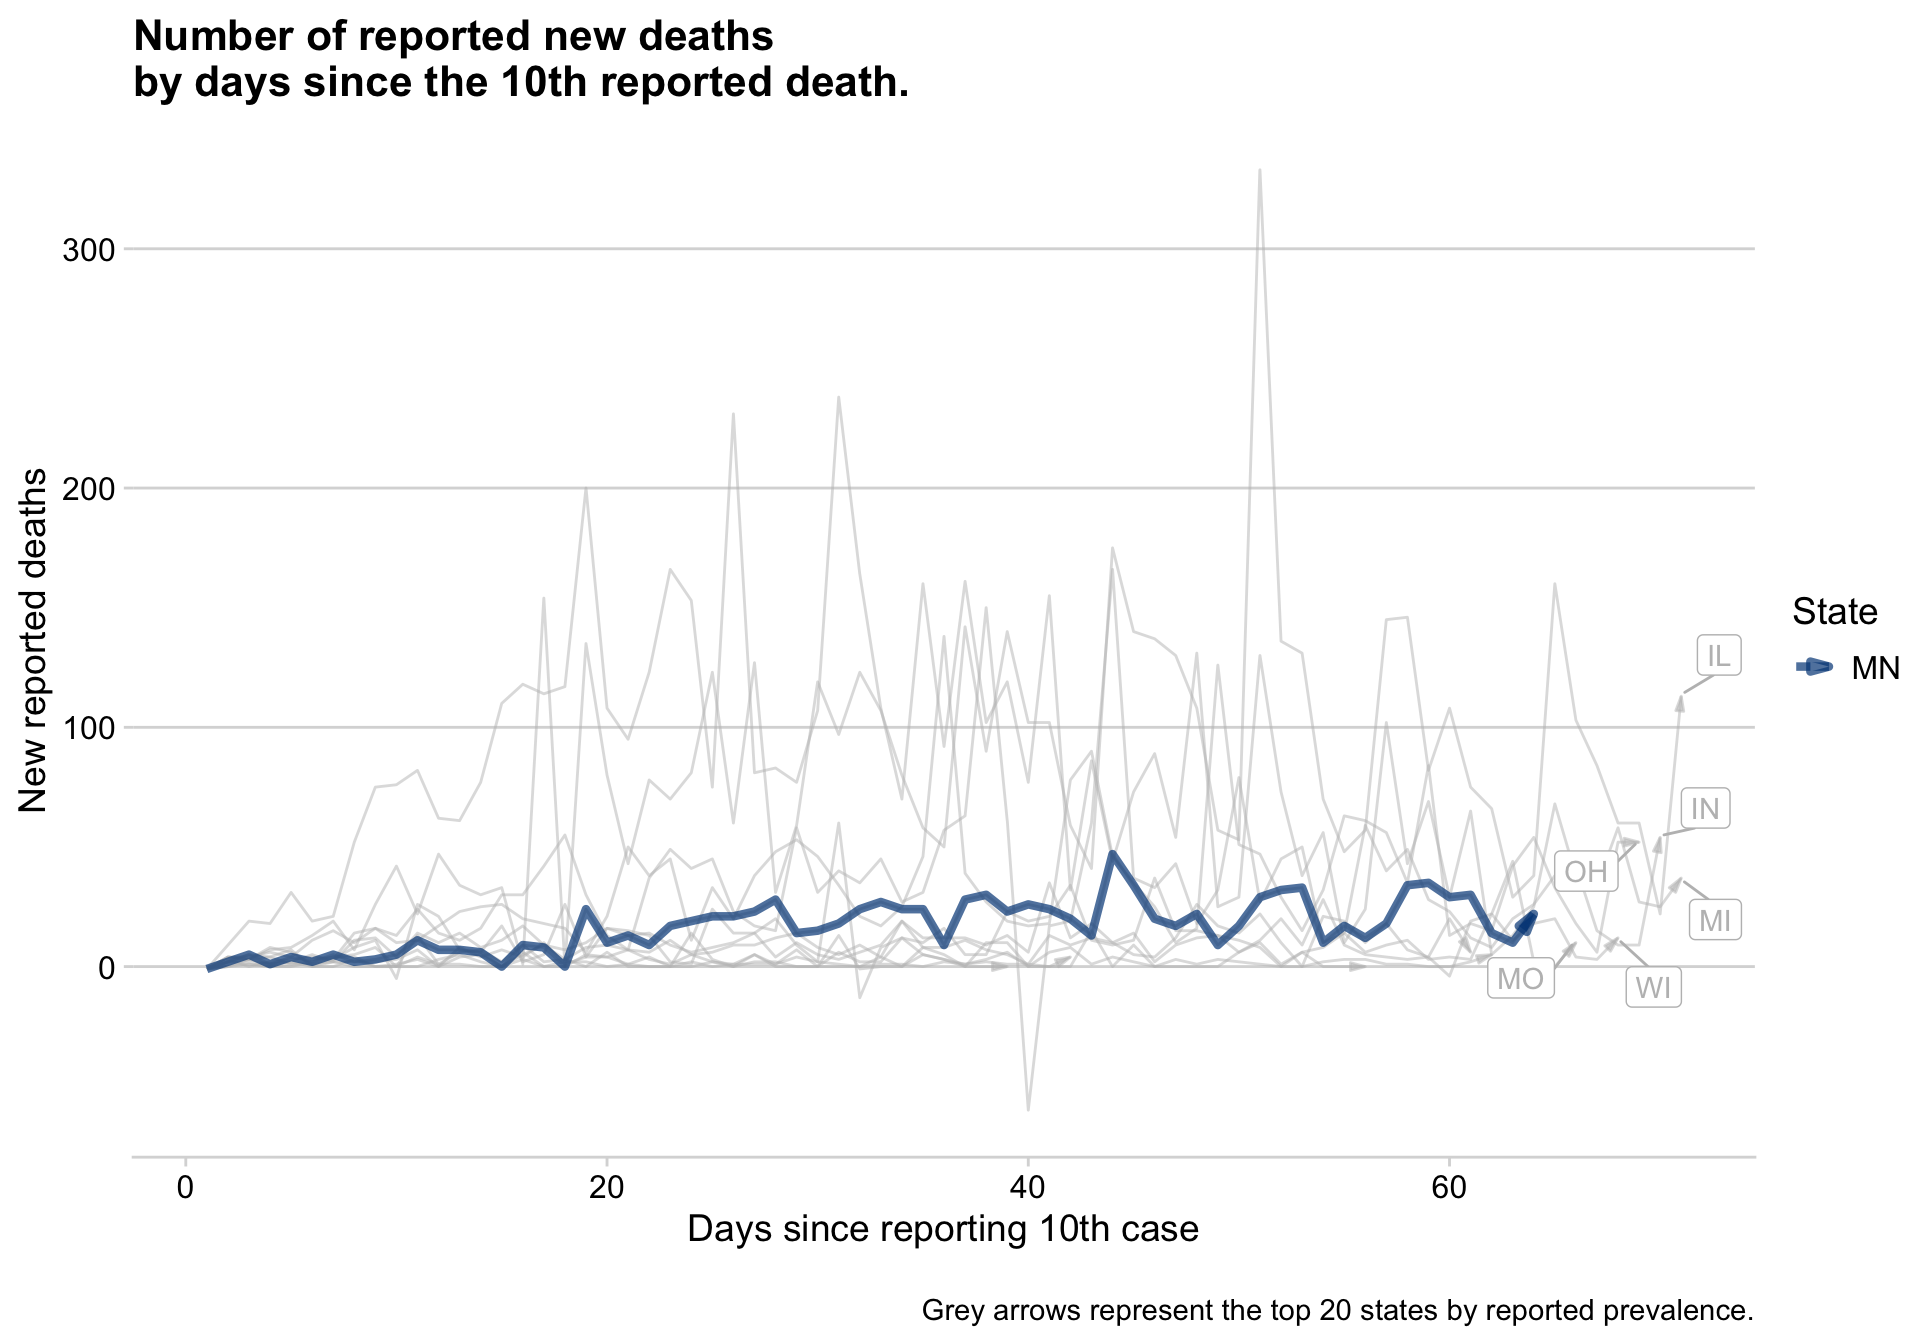 Number of reported new deaths
by days since the 10th reported death.
New reported deaths
300
200
100
0
0
20
40
60
Days since reporting 10th case
IL
IN
OH
MI
MO
WI
State
MN
Grey arrows represent the top 20 states by reported prevalence.